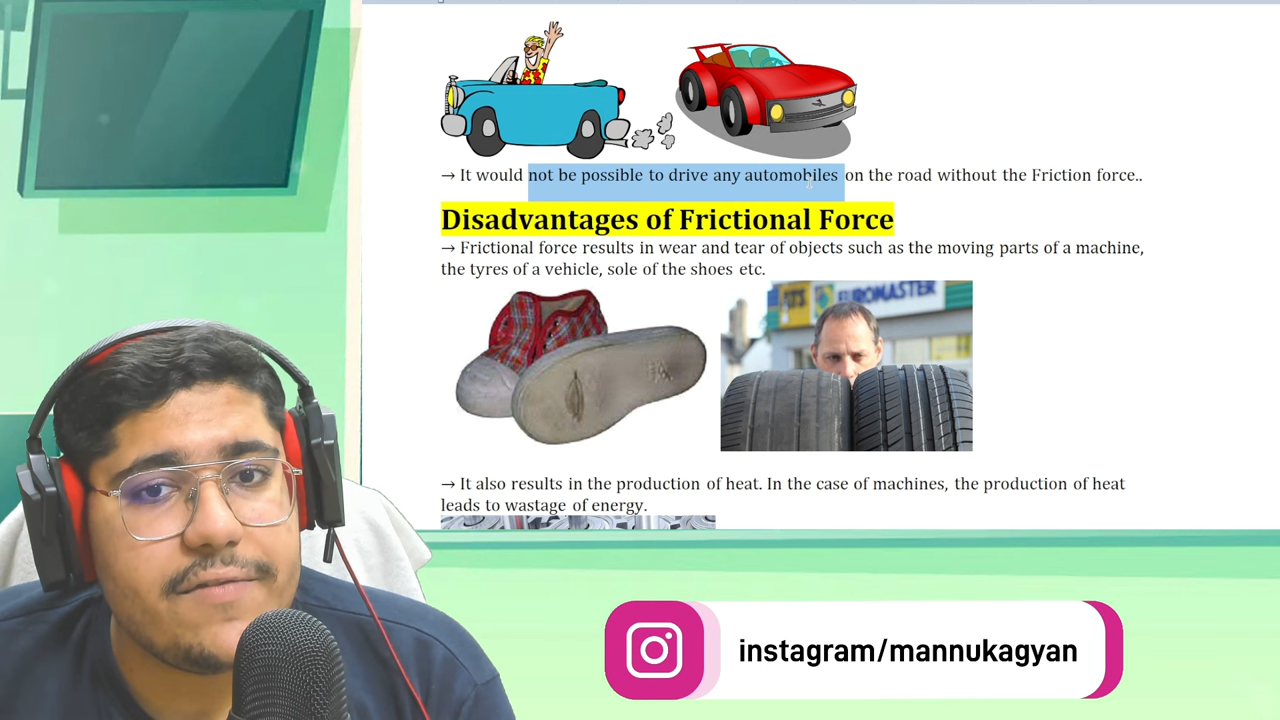 → It would not be possible to drive any automobiles on the road without the Friction force..
Disadvantages of Frictional Force
→ Frictional force results in wear and tear of objects such as the moving parts of a machine,
the tyres of a vehicle, sole of the shoes etc.
EUROMASTER
→ It also results in the production of heat. In the case of machines, the production of heat
leads to wastage of energy.
instagram/mannukagyan